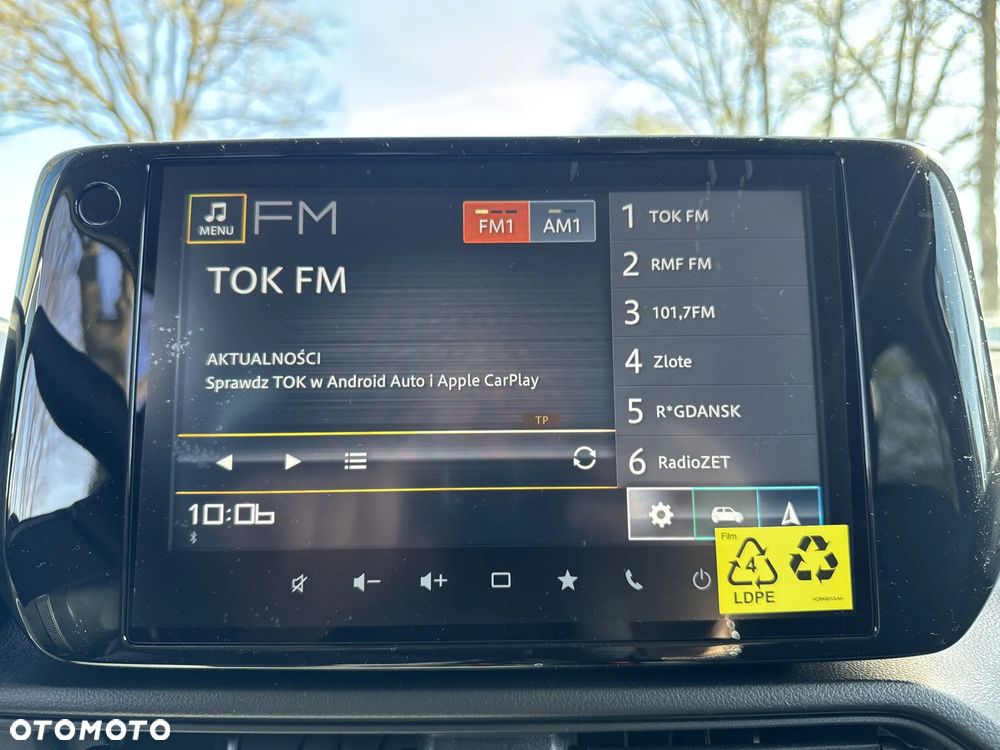 MENU
FM
FM1
AM1
TOK FM
AKTUALNOŚCI
Sprawdz TOK w Android Auto i Apple CarPlay
TP
1 TOK FM
2 RMF FM
3 101,7FM
4 Zlote
5 R*GDANSK
6 RadioZET
10:06
Film
4
LDPE
OTOMOTO